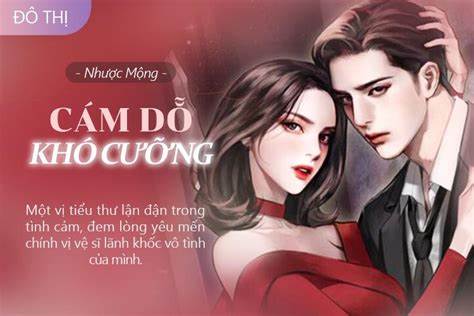 ĐÔ THỊ
- Nhược Mộng -
CÁM DỖ
KHÓ CƯỠNG
Một vị tiểu thư lận đận trong
tình cảm, đem lòng yêu mến
chính vị vệ sĩ lãnh khốc vô tình
của mình.